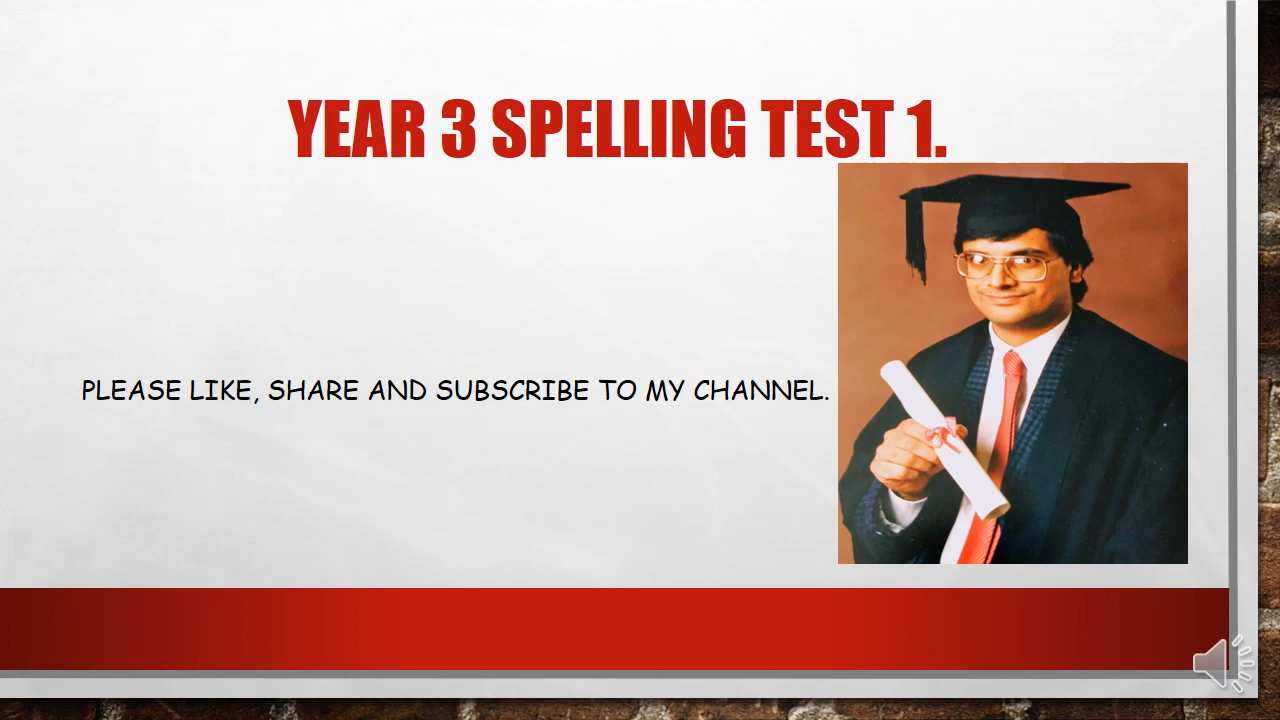 YEAR 3 SPELLING TEST 1.
PLEASE LIKE, SHARE AND SUBSCRIBE TO MY CHANNEL.